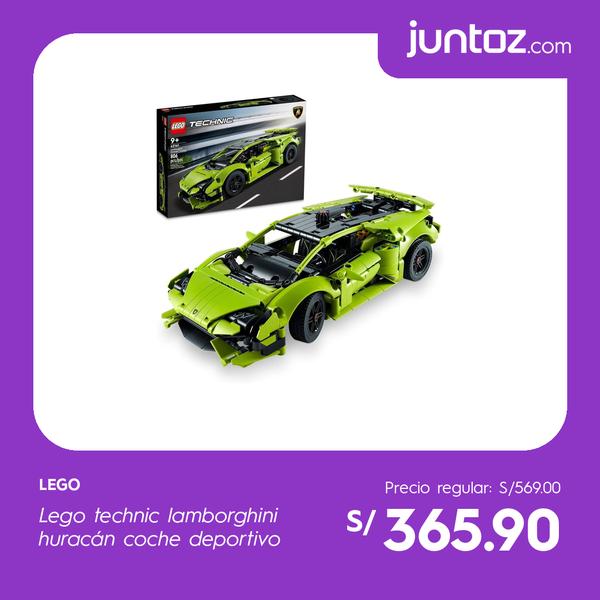 juntoz.com
LEGO TECHNIC
9+
LEGO
Precio regular: S/569.00
Lego technic lamborghini
huracán coche deportivo
S/ 365.90